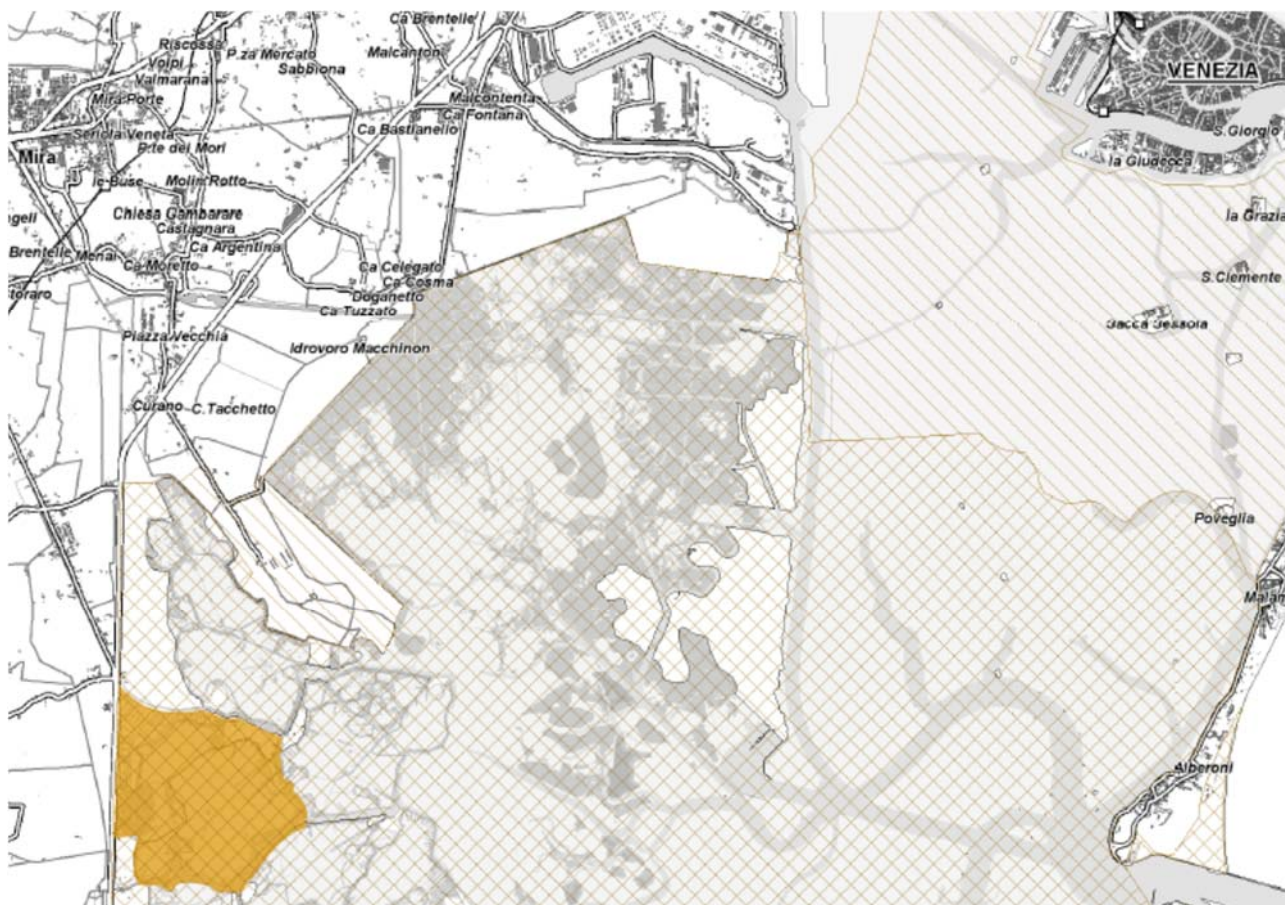 Ca Brentelle
Riscossa
Volpi
P.za Mercato
Malcanton
Sabbiona
Valmarana
VENEZIA
Mira Porte
Malcontenta
Ca Fontana
Seriola Veneta
Ca Bastianello
S.Giorgio
P.te dei Mori
Mira
la Giudecca
le Buse
Molin Rotto
Chiesa Gambarare
la Grazia
Castagnara
Ca Argentina
Brentelle
Menai
Ca Moretto
Ca Celegato
S.Clemente
Ca Cosma
Doganetto
Ca Tuzzato
Sacca Sessola
Piazza Vecchia
Idrovoro Macchinon
Curano
C.Tacchetto
Poveglia
Malam
Alberoni